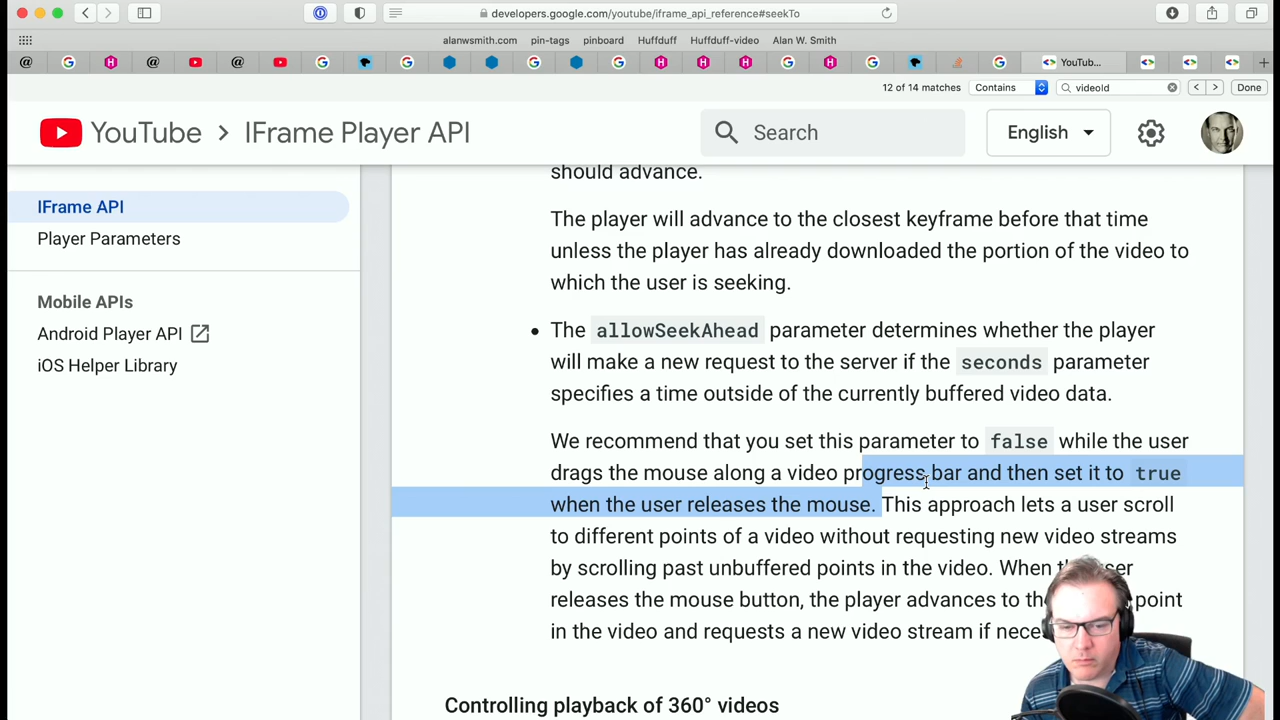 developers.google.com/youtube/iframe_api_reference#seekTo
alanwsmith.com pin-tags pinboard Huffduff Huffduff-video Alan W. Smith
YouTub...
12 of 14 matches Contains videoId Done
YouTube > IFrame Player API Search English
IFrame API
Player Parameters
Mobile APIs
Android Player API
iOS Helper Library
should advance.
The player will advance to the closest keyframe before that time
unless the player has already downloaded the portion of the video to
which the user is seeking.
• The allowSeekAhead parameter determines whether the player
will make a new request to the server if the seconds parameter
specifies a time outside of the currently buffered video data.
We recommend that you set this parameter to false while the user
drags the mouse along a video progress bar and then set it to true
when the user releases the mouse. This approach lets a user scroll
to different points of a video without requesting new video streams
by scrolling past unbuffered points in the video. When
releases the mouse button, the player advances to point
in the video and requests a new video stream if
Controlling playback of 360° videos